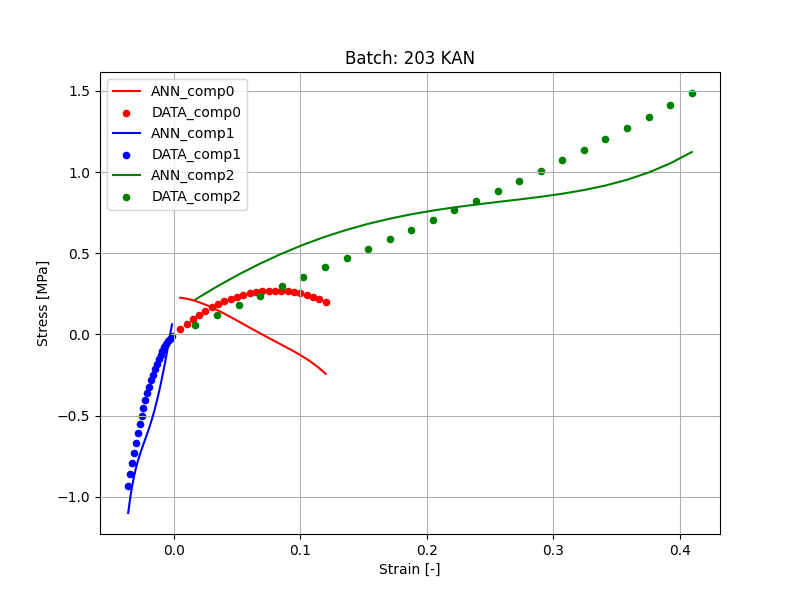 Batch: 203 KAN
ANN_comp0
DATA_comp0
ANN_comp1
DATA_comp1
ANN_comp2
DATA_comp2
1.5
1.0
0.5
0.0
−0.5
−1.0
Stress [MPa]
0.0 0.1 0.2 0.3 0.4
Strain [-]